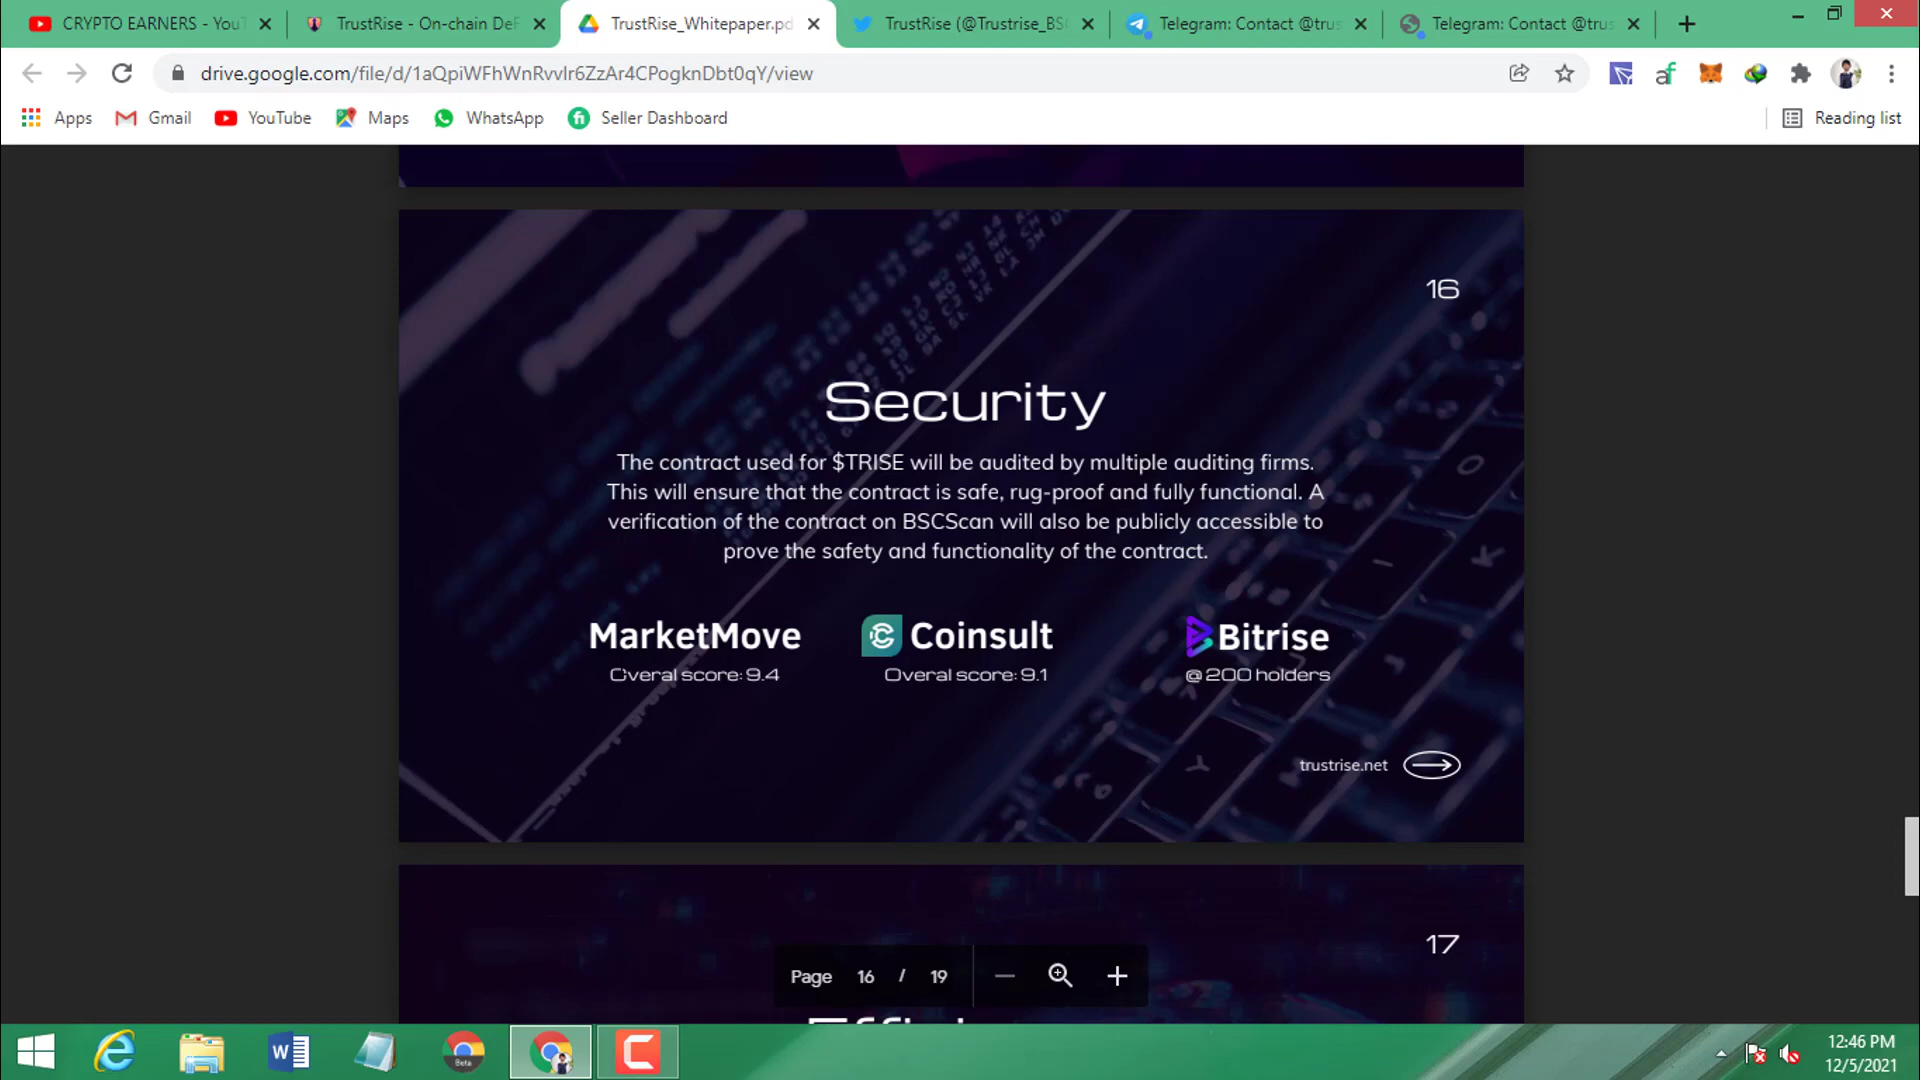 CRYPTO EARNERS - YouT
TrustRise - On-chain DeF
TrustRise_Whitepaper.pd
TrustRise (@Trustrise_BS
Telegram: Contact @trus
Telegram: Contact @trus
drive.google.com/file/d/1aQpiWFhWnRvvlr6ZzAr4CPogknDbt0qY/view
Apps
Gmail
YouTube
Maps
WhatsApp
Seller Dashboard
Reading list
16
Security
The contract used for $TRISE will be audited by multiple auditing firms.
This will ensure that the contract is safe, rug-proof and fully functional. A
verification of the contract on BSCScan will also be publicly accessible to
prove the safety and functionality of the contract.
MarketMove
Overal score: 9.4
Coinsult
Overal score: 9.1
Bitrise
@ 200 holders
trustrise.net
17
Page 16 / 19
Beta
12:46 PM
12/5/2021